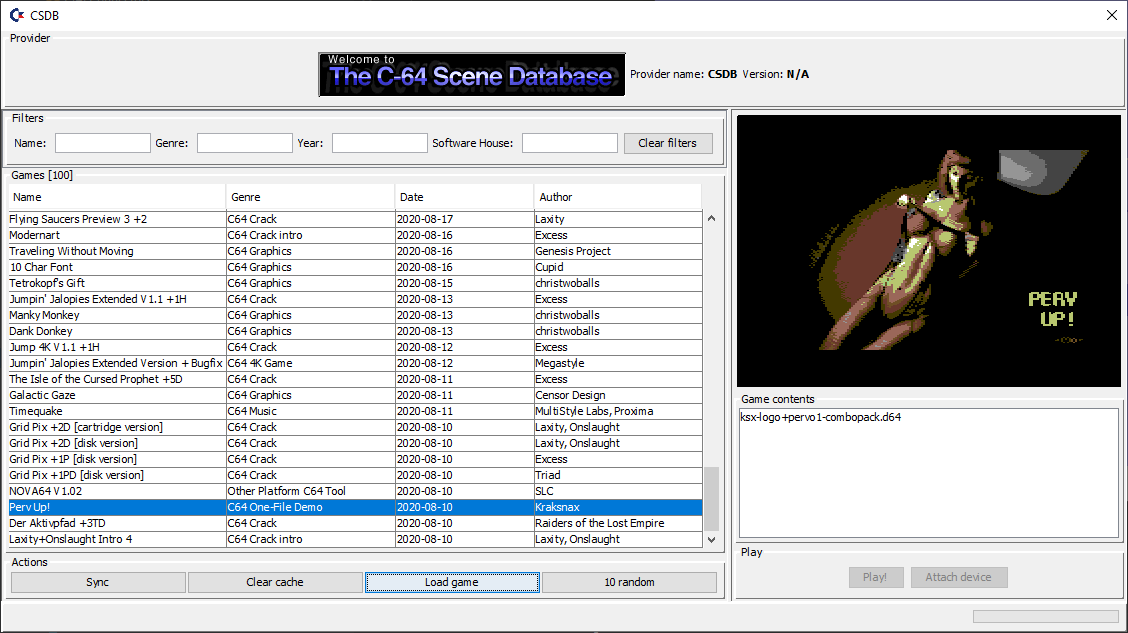 CSDB
Provider
Welcome to
The C-64 Scene Database
Provider name: CSDB Version: N/A
Filters
Name: Genre: Year: Software House: Clear filters
Games [100]
Name Genre Date Author
Flying Saucers Preview 3 +2 C64 Crack 2020-08-17 Laxity
Modernart C64 Crack intro 2020-08-16 Excess
Traveling Without Moving C64 Graphics 2020-08-16 Genesis Project
10 Char Font C64 Graphics 2020-08-16 Cupid
Tetrokopf's Gift C64 Graphics 2020-08-15 christwoballs
Jumpin' Jalopies Extended V1.1 +1H C64 Crack 2020-08-13 Excess
Manky Monkey C64 Graphics 2020-08-13 christwoballs
Dank Donkey C64 Graphics 2020-08-13 christwoballs
Jump 4K V1.1 +1H C64 Crack 2020-08-12 Excess
Jumpin' Jalopies Extended Version + Bugfix C64 4K Game 2020-08-12 Megastyle
The Isle of the Cursed Prophet +5D C64 Crack 2020-08-11 Excess
Galactic Gaze C64 Graphics 2020-08-11 Censor Design
Timequake C64 Music 2020-08-11 MultiStyle Labs, Proxima
Grid Pix +2D [cartridge version] C64 Crack 2020-08-10 Laxity, Onslaught
Grid Pix +2D [disk version] C64 Crack 2020-08-10 Laxity, Onslaught
Grid Pix +1P [disk version] C64 Crack 2020-08-10 Excess
Grid Pix +1PD [disk version] C64 Crack 2020-08-10 Triad
NOVA64 V1.02 Other Platform C64 Tool 2020-08-10 SLC
Perv Up! C64 One-File Demo 2020-08-10 Kraksnax
Der Aktivpfad +3TD C64 Crack 2020-08-10 Raiders of the Lost Empire
Laxity+Onslaught Intro 4 C64 Crack intro 2020-08-10 Laxity, Onslaught
Actions
Sync Clear cache Load game 10 random
PERV
UP!
Game contents
ksx-logo+pervo1-combopack.d64
Play
Play! Attach device